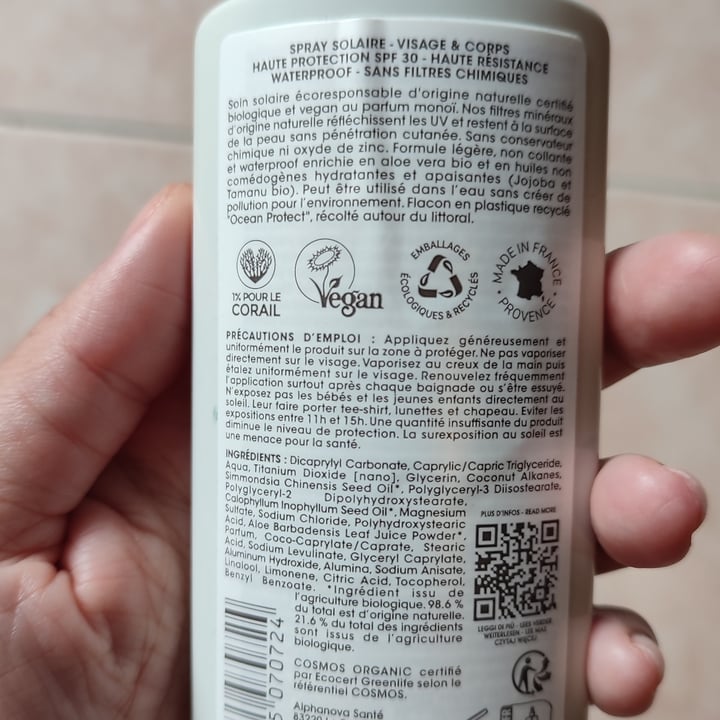 SPRAY SOLAIRE - VISAGE & CORPS
HAUTE PROTECTION SPF 30 - HAUTE RÉSISTANCE
WATERPROOF - SANS FILTRES CHIMIQUES
Soin solaire écoresponsable d'origine naturelle certifié
biologique et vegan au parfum monoï. Nos filtres minéraux
d'origine naturelle réfléchissent les UV et restent à la surface
de la peau sans pénétration cutanée. Sans conservateur
chimique ni oxyde de zinc. Formule légère, non collante
et waterproof enrichie en aloe vera bio et en huiles non
comédogènes hydratantes et apaisantes (Jojoba et
Tamanu bio). Peut être utilisé dans l'eau sans créer de
pollution pour l'environnement. Flacon en plastique recyclé
"Ocean Protect", récolté autour du littoral.
1% POUR LE
CORAIL
Vegan
EMBALLAGES
ÉCOLOGIQUES & RECYCLÉS
MADE IN FRANCE
• PROVENCE •
PRÉCAUTIONS D'EMPLOI : Appliquez généreusement et
uniformément le produit sur la zone à protéger. Ne pas vaporiser
directement sur le visage. Vaporisez au creux de la main puis
étalez uniformément sur le visage. Renouvelez fréquemment
l'application surtout après chaque baignade ou s'être essuyé.
N'exposez pas les bébés et les jeunes enfants directement au
soleil. Leur faire porter tee-shirt, lunettes et chapeau. Eviter les
expositions entre 11h et 15h. Une quantité insuffisante du produit
diminue le niveau de protection. La surexposition au soleil est
une menace pour la santé.
INGRÉDIENTS : Dicaprylyl Carbonate, Caprylic/Capric Triglyceride,
Aqua, Titanium Dioxide [nano], Glycerin, Coconut Alkanes,
Simmondsia Chinensis Seed Oil*, Polyglyceryl-3 Diisostearate,
Polyglyceryl-2 Dipolyhydroxystearate,
Calophyllum Inophyllum Seed Oil*, Magnesium
Sulfate, Sodium Chloride, Polyhydroxystearic
Acid, Aloe Barbadensis Leaf Juice Powder*,
Parfum, Coco-Caprylate/Caprate, Stearic
Acid, Sodium Levulinate, Glyceryl Caprylate,
Aluminum Hydroxide, Alumina, Sodium Anisate,
Linalool, Limonene, Citric Acid, Tocopherol,
Benzyl Benzoate. *Ingrédient issu de
l'agriculture biologique. 98.6 %
du total est d'origine naturelle.
21.6 % du total des ingrédients
sont issus de l'agriculture
biologique.
PLUS D'INFOS - READ MORE
LEGGI DI PIÙ - LEES VERDER
WEITERLESEN - LEE MÁS
CZYTAJ WIĘCEJ
COSMOS ORGANIC certifié
par Ecocert Greenlife selon le
référentiel COSMOS.
Alphanova Santé
5 070724